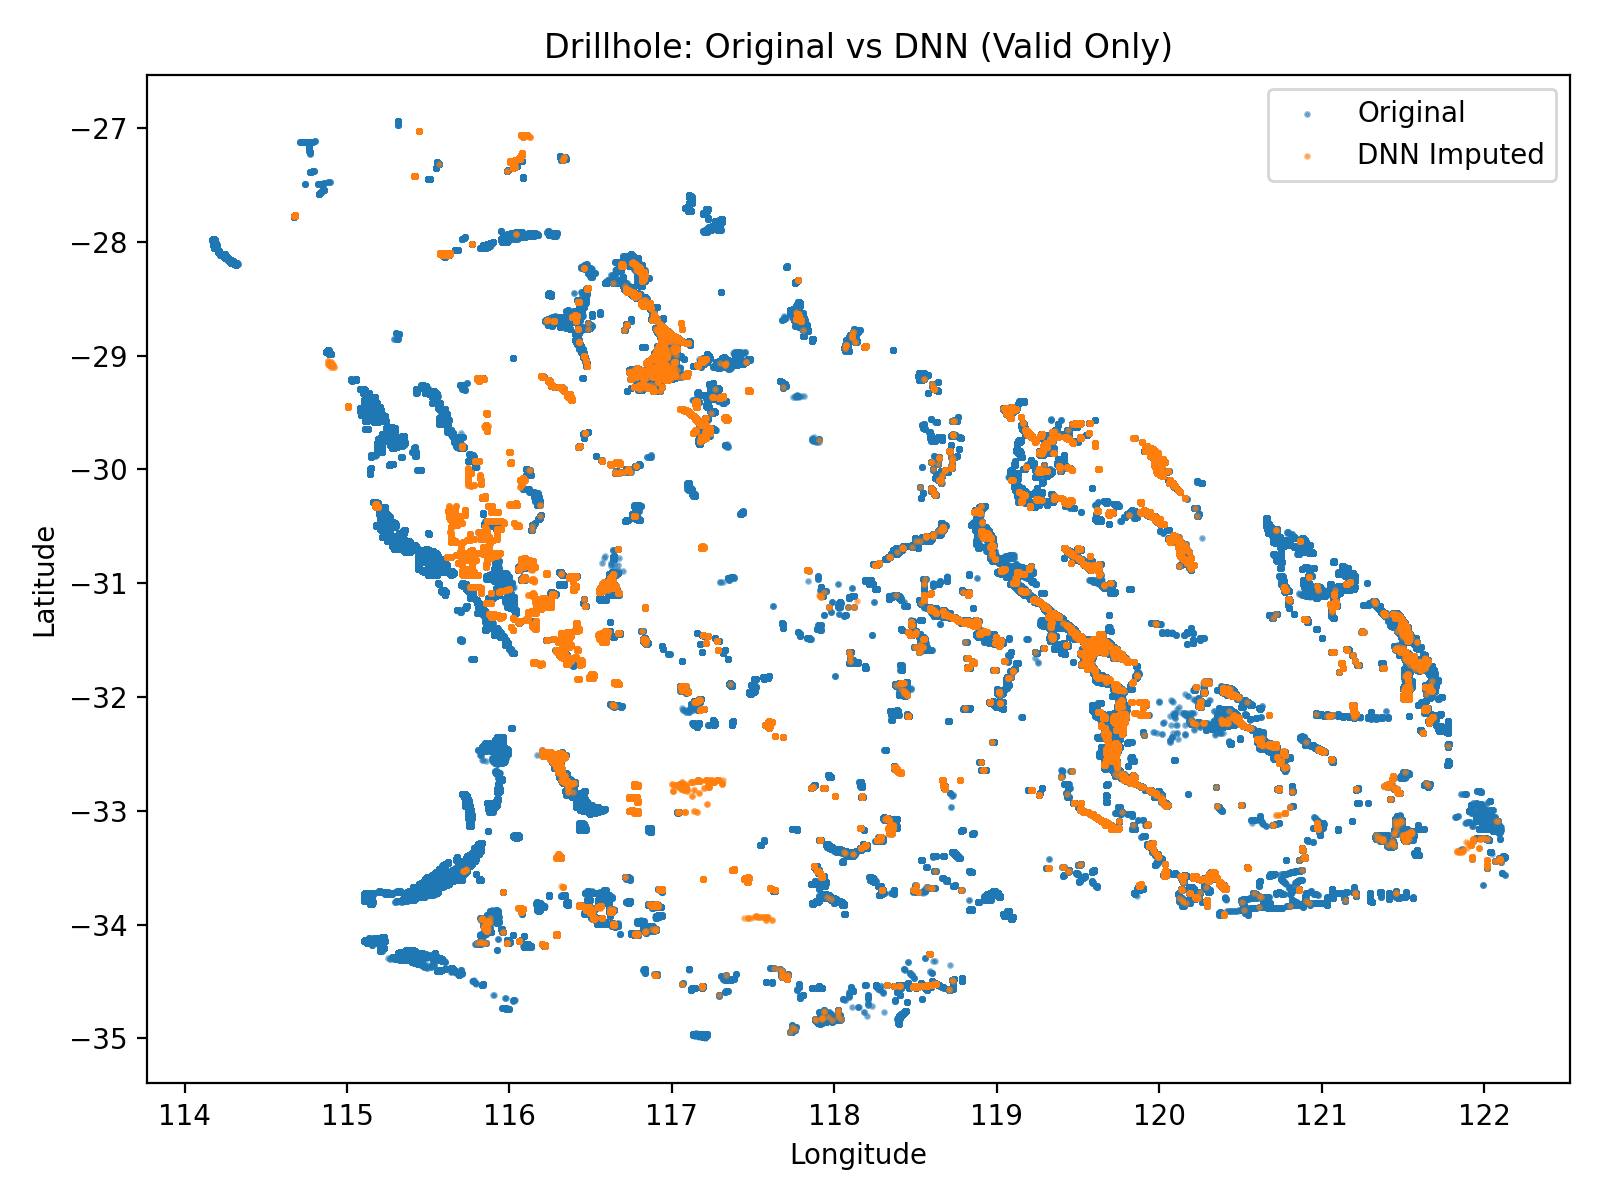 Drillhole: Original vs DNN (Valid Only)
Original
DNN Imputed
Latitude
−27
−28
−29
−30
−31
−32
−33
−34
−35
114 115 116 117 118 119 120 121 122
Longitude